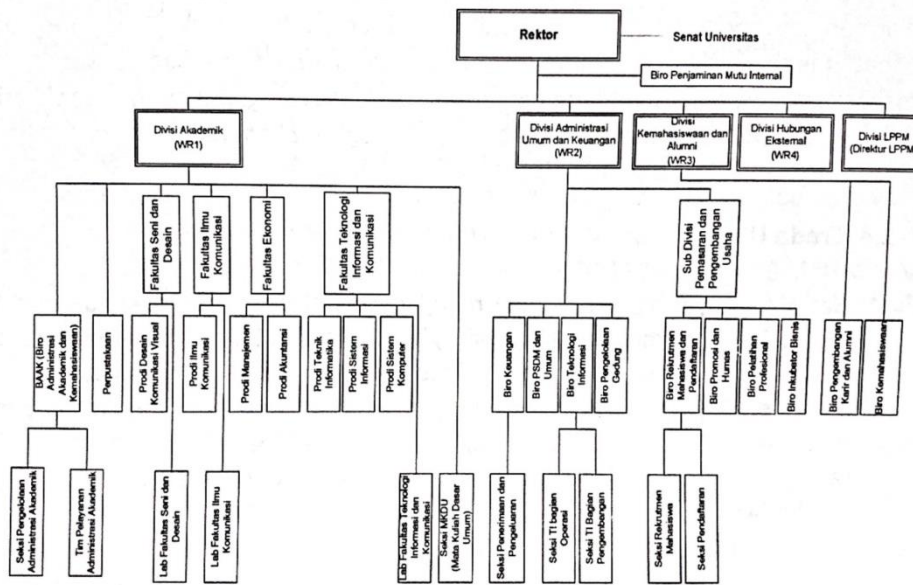 Rektor
Senat Universitas
Biro Penjaminan Mutu Internal
Divisi Akademik
(WR1)
Divisi Administrasi
Umum dan Keuangan
(WR2)
Divisi
Kemahasiswaan dan
Alumni
(WR3)
Divisi Hubungan
Eksternal
(WR4)
Divisi LPPM
(Direktur LPPM)
Fakultas Seni dan
Desain
Fakultas Ilmu
Komunikasi
Fakultas Ekonomi
Fakultas Teknologi
Informasi dan
Komunikasi
Sub Divisi
Pemasaran dan
Pengembangan
Usaha
BAAK (Biro
Administrasi
Akademik dan
Kemahasiswaan)
Perpustakaan
Prodi Desain
Komunikasi Visual
Prodi Ilmu
Komunikasi
Prodi Manajemen
Prodi Akuntansi
Prodi Teknik
Informatika
Prodi Sistem
Informasi
Prodi Sistem
Komputer
Biro Keuangan
Biro PSDM dan
Umum
Biro Teknologi
Informasi
Biro Pengelolaan
Gedung
Biro Rekrutmen
Mahasiswa dan
Pendaftaran
Biro Promosi dan
Humas
Biro Pelatihan
Profesional
Biro Inkubator Bisnis
Biro Pengembangan
Karir dan Alumni
Biro Kemahasiswaan
Seksi Pengelolaan
Administrasi Akademik
Tim Pelayanan
Administrasi Akademik
Lab Fakultas Seni dan
Desain
Lab Fakultas Ilmu
Komunikasi
Lab Fakultas Teknologi
Informasi dan
Komunikasi
Seksi MKDU
(Mata Kuliah Dasar
Umum)
Seksi Penerimaan dan
Pengeluaran
Seksi TI bagian
Operasi
Seksi TI Bagian
Pengembangan
Seksi Rekrutmen
Mahasiswa
Seksi Pendaftaran